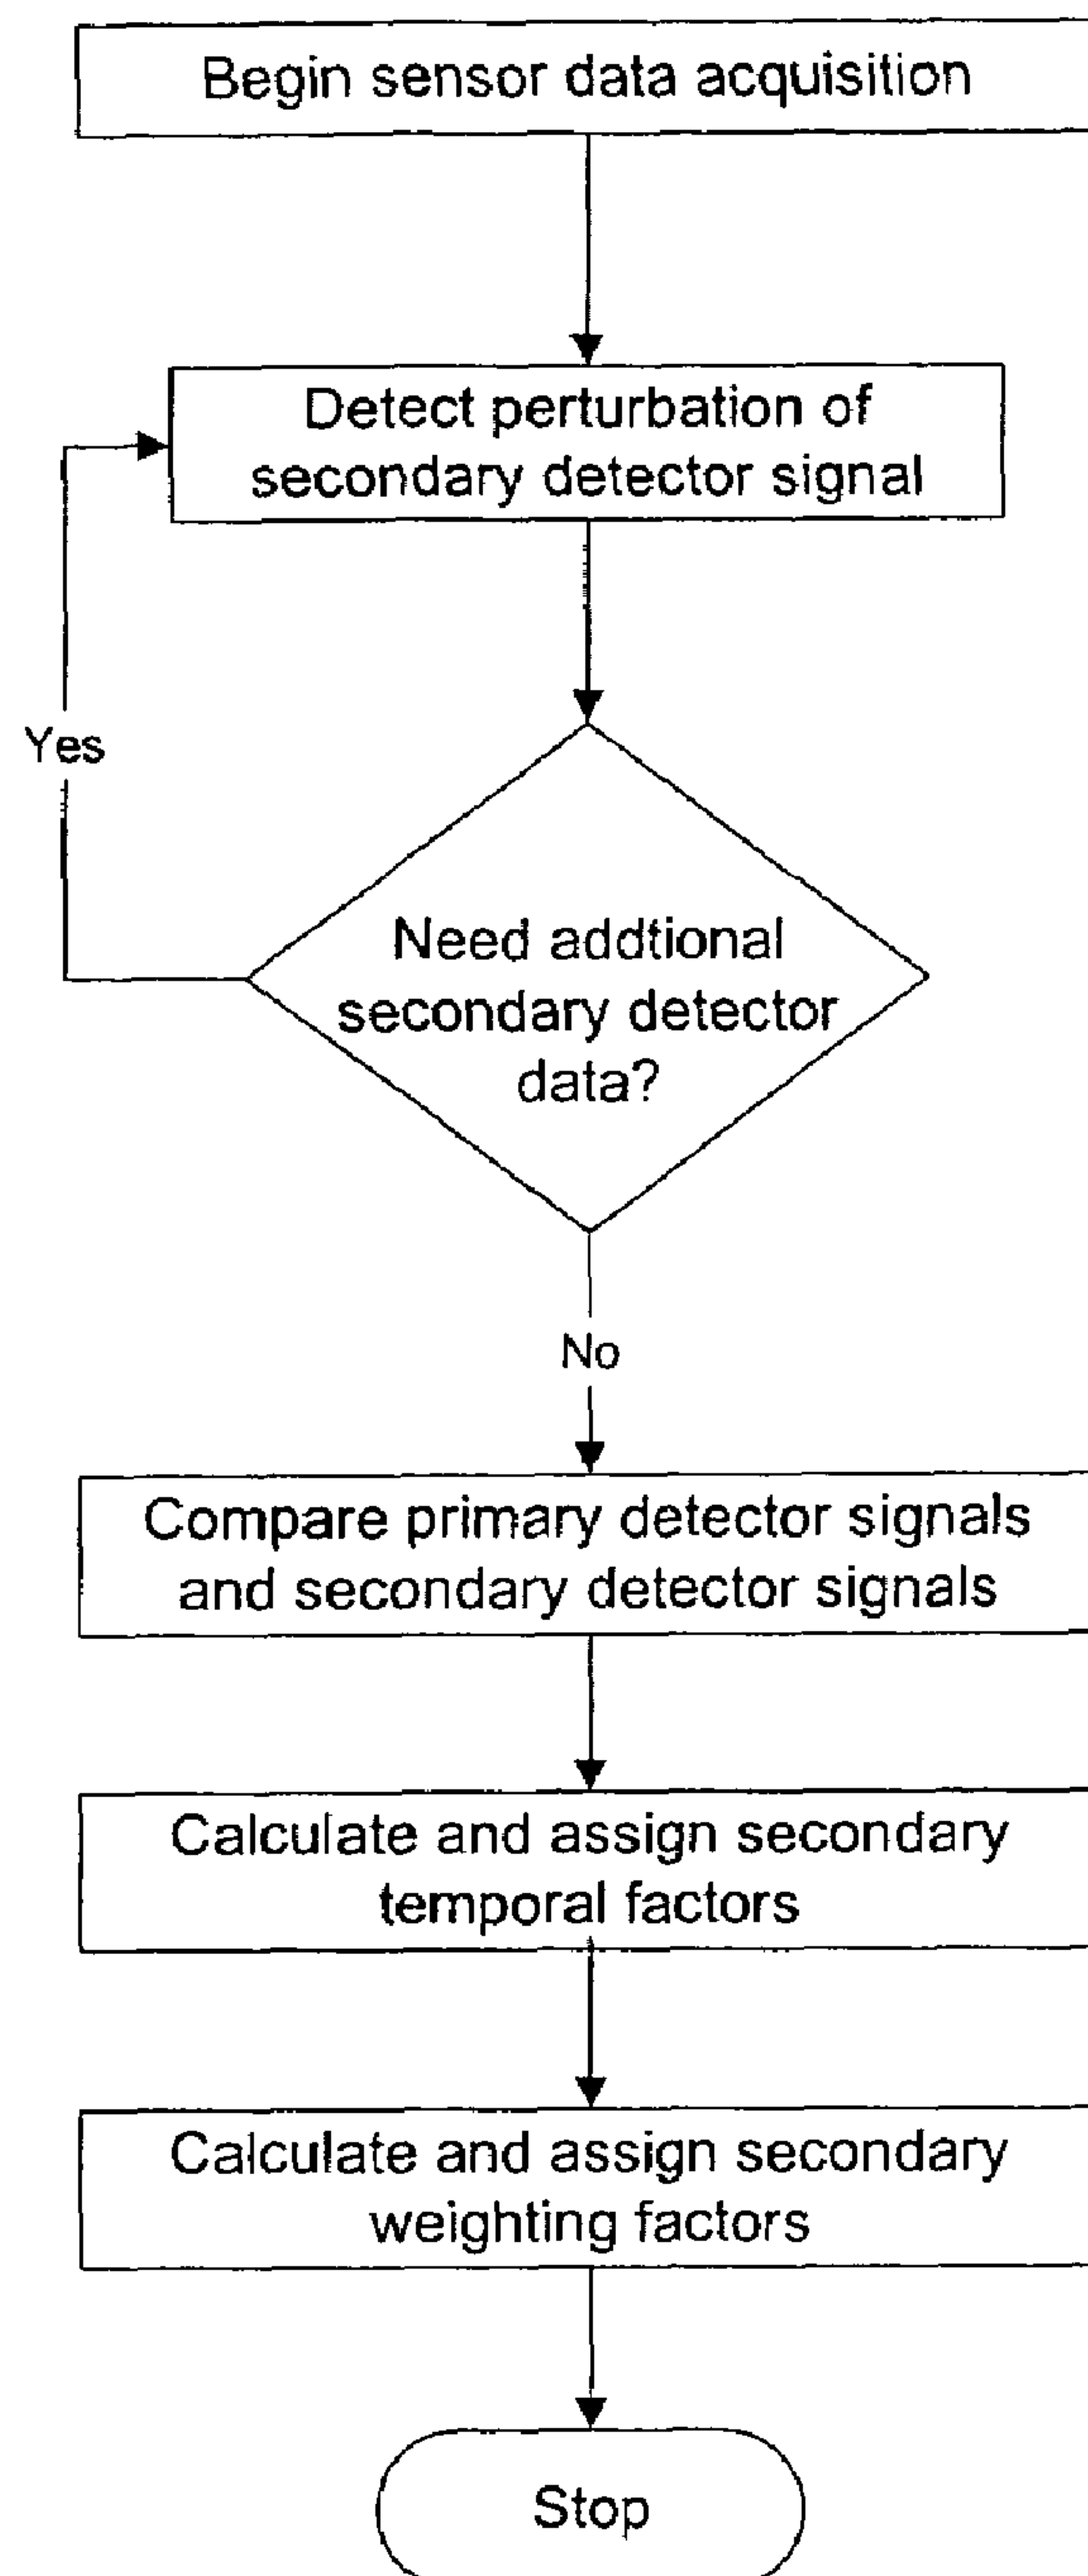 Begin sensor data acquisition
Detect perturbation of
secondary detector signal
Yes
Need addtional
secondary detector
data?
No
Compare primary detector signals
and secondary detector signals
Calculate and assign secondary
temporal factors
Calculate and assign secondary
weighting factors
Stop